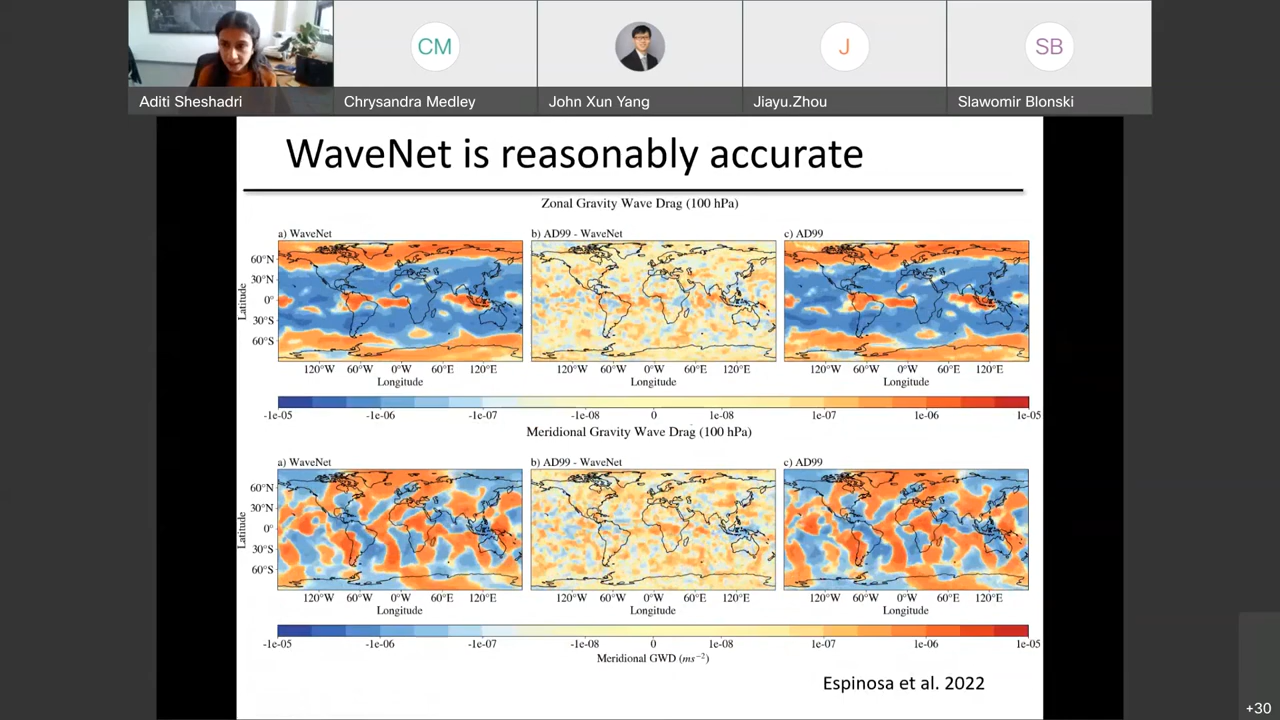 CM
J
SB
Aditi Sheshadri
Chrysandra Medley
John Xun Yang
Jiayu.Zhou
Slawomir Blonski
WaveNet is reasonably accurate
Zonal Gravity Wave Drag (100 hPa)
a) WaveNet
b) AD99 - WaveNet
c) AD99
60°N
30°N
0°
30°S
60°S
Latitude
120°W 60°W 0°W 60°E 120°E
120°W 60°W 0°W 60°E 120°E
120°W 60°W 0°W 60°E 120°E
Longitude
Longitude
Longitude
-1e-05 -1e-06 -1e-07 -1e-08 0 1e-08 1e-07 1e-06 1e-05
Meridional Gravity Wave Drag (100 hPa)
a) WaveNet
b) AD99 - WaveNet
c) AD99
60°N
30°N
0°
30°S
60°S
Latitude
120°W 60°W 0°W 60°E 120°E
120°W 60°W 0°W 60°E 120°E
120°W 60°W 0°W 60°E 120°E
Longitude
Longitude
Longitude
-1e-05 -1e-06 -1e-07 -1e-08 0 1e-08 1e-07 1e-06 1e-05
Meridional GWD (ms⁻²)
Espinosa et al. 2022
+30